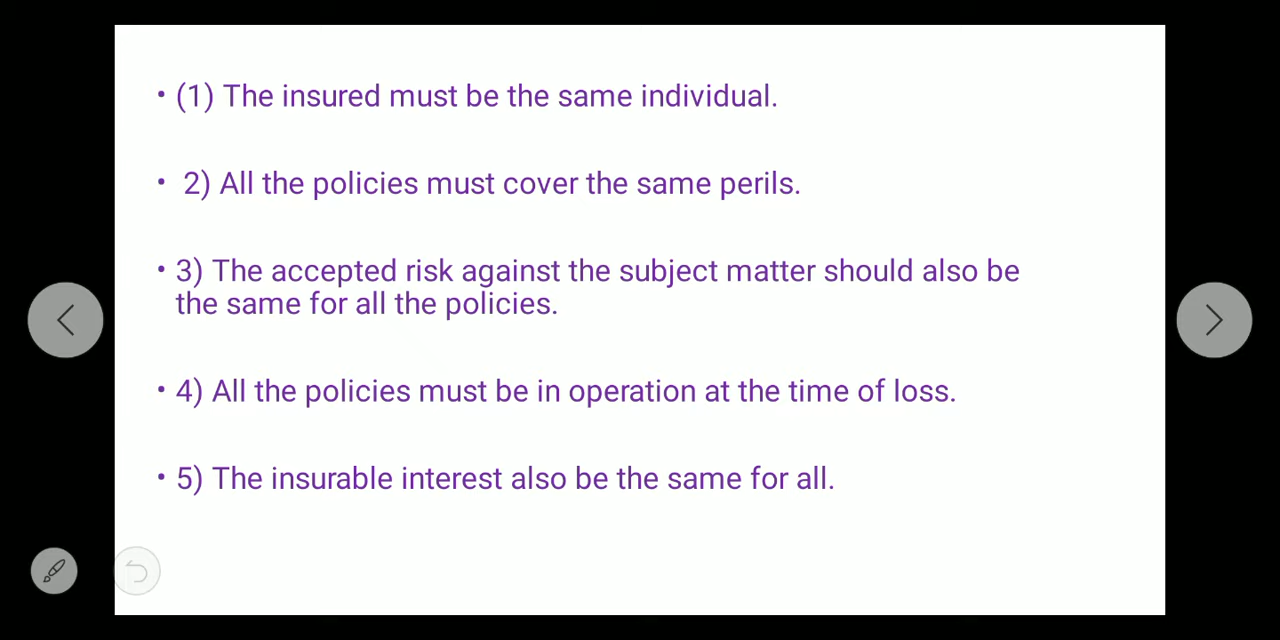 • (1) The insured must be the same individual.
• 2) All the policies must cover the same perils.
• 3) The accepted risk against the subject matter should also be
the same for all the policies.
• 4) All the policies must be in operation at the time of loss.
• 5) The insurable interest also be the same for all.